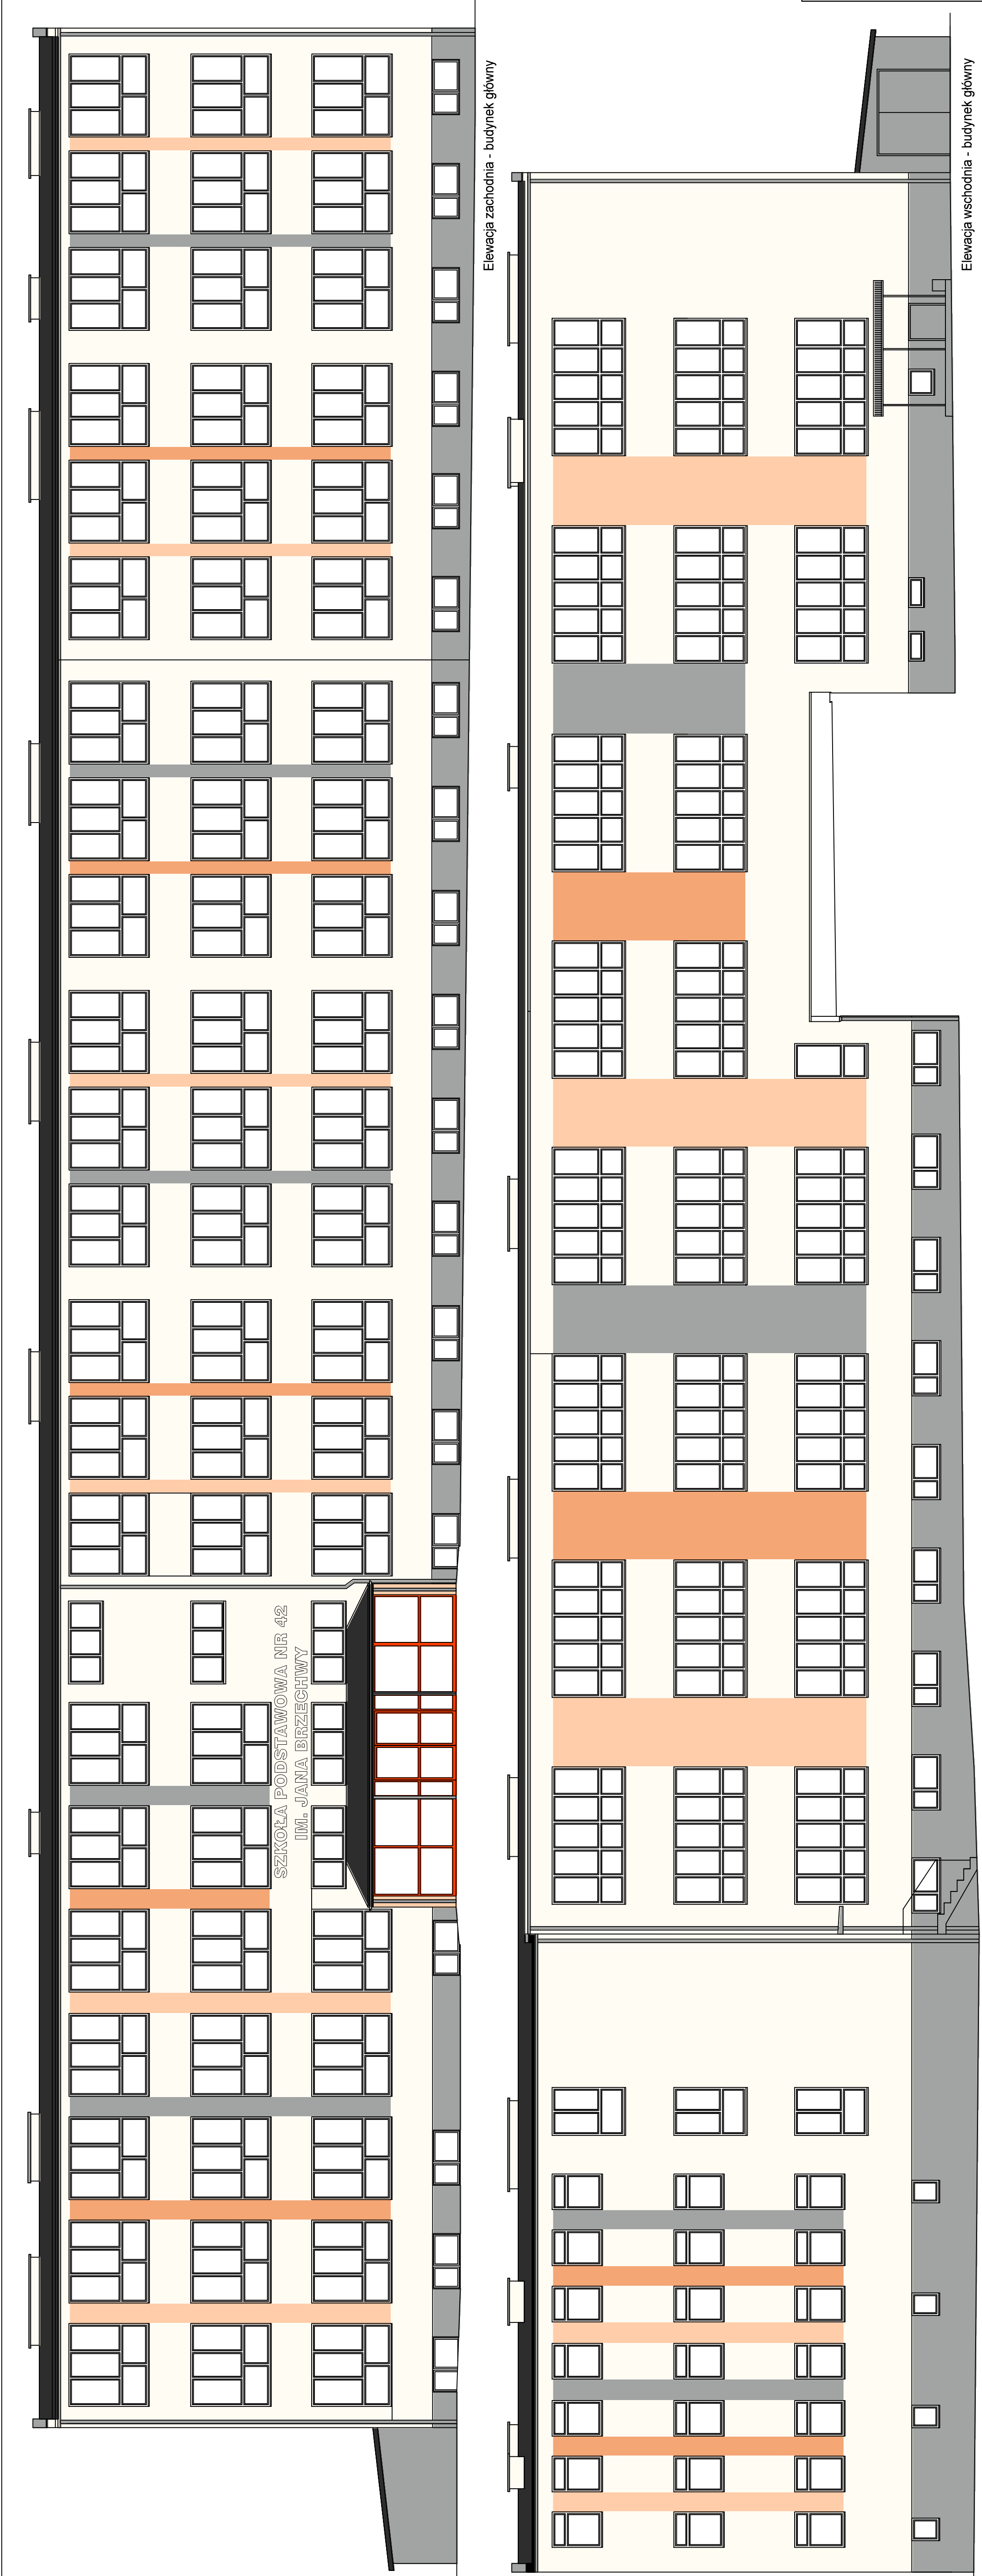 Elewacja zachodnia - budynek główny
SZKOŁA PODSTAWOWA NR 42
IM. JANA BRZECHWY
Elewacja wschodnia - budynek główny